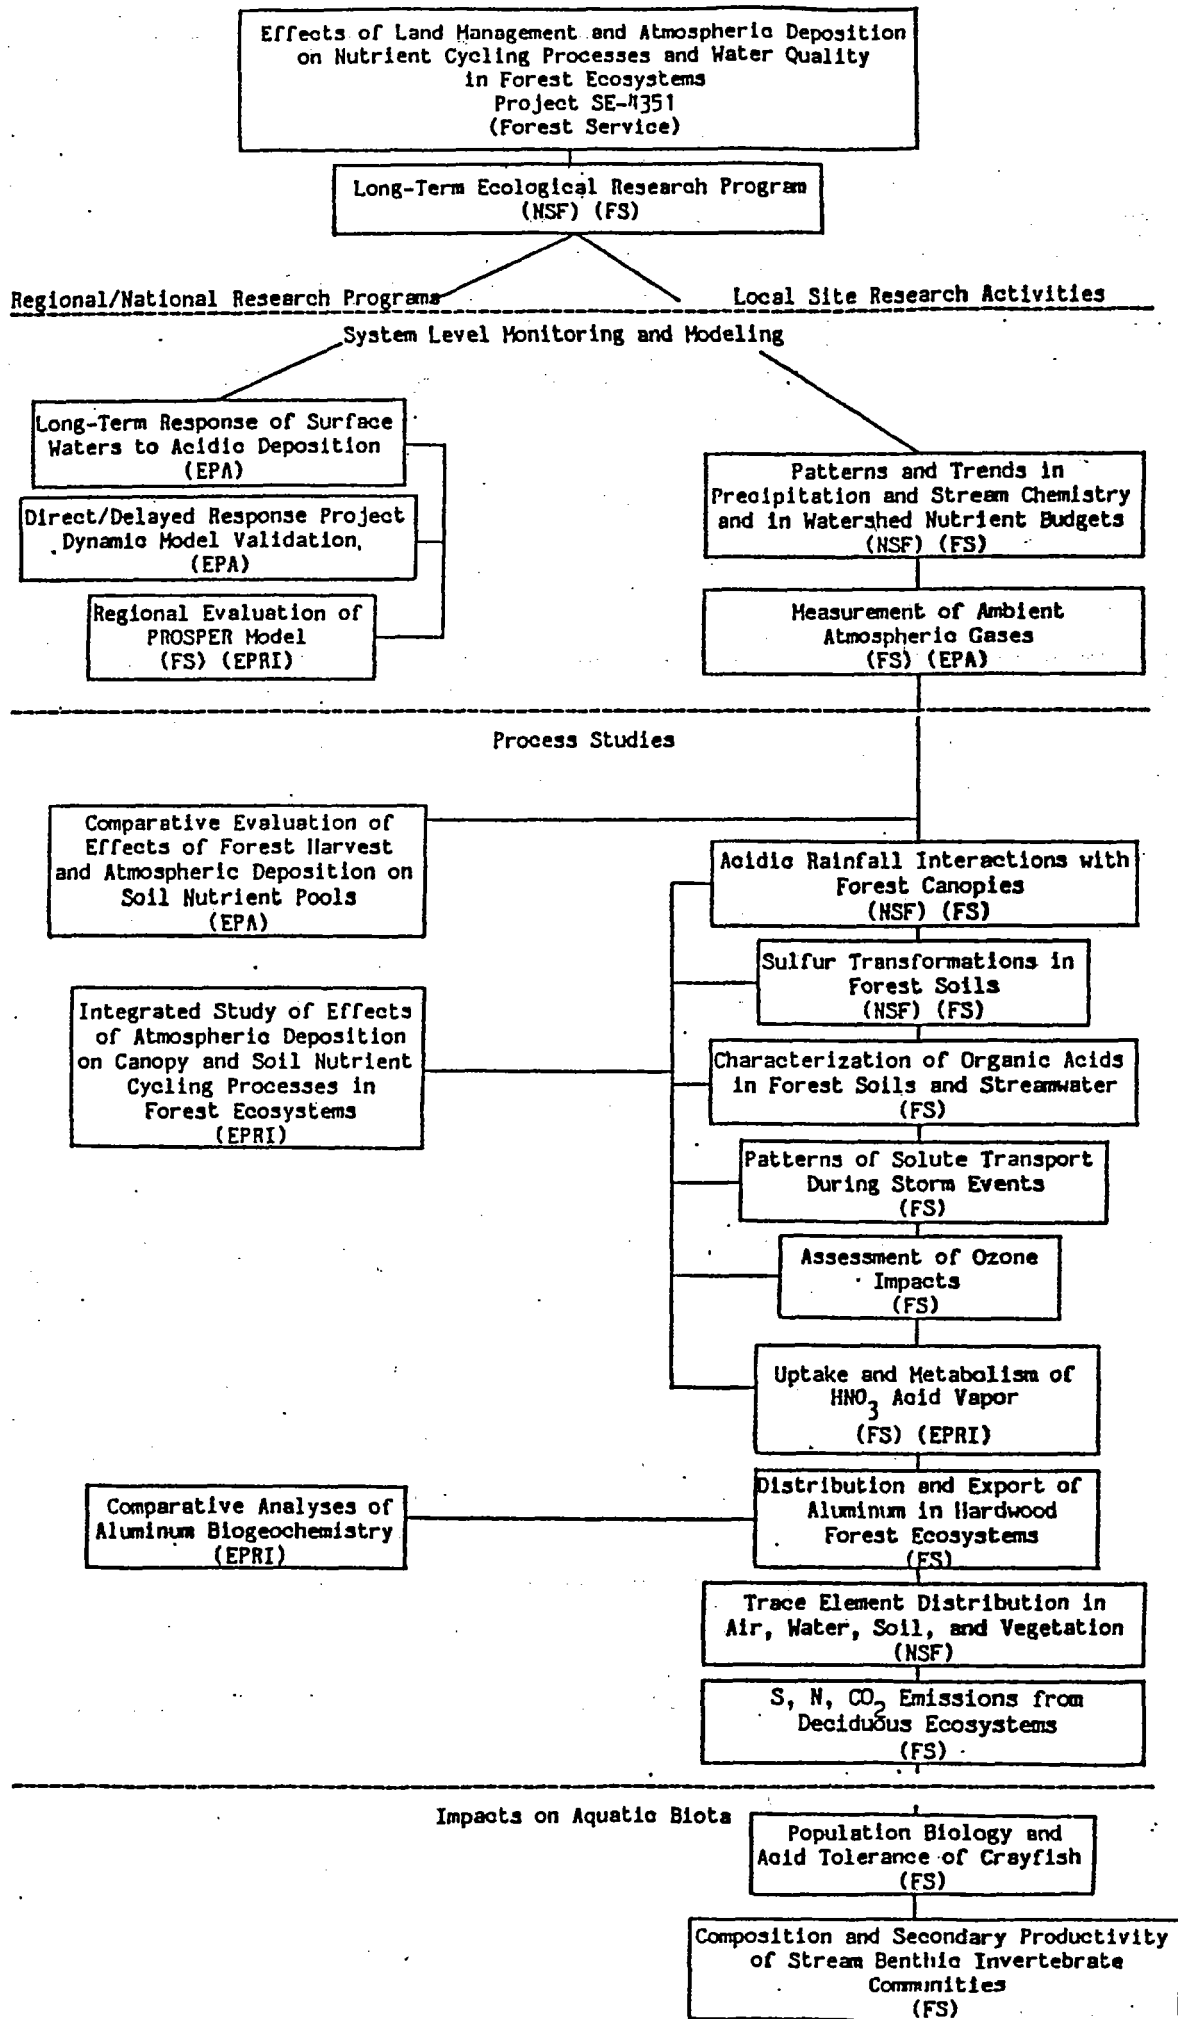 Effects of Land Management and Atmospheric Deposition
on Nutrient Cycling Processes and Water Quality
in Forest Ecosystems
Project SE-4351
(Forest Service)
Long-Term Ecological Research Program
(NSF) (FS)
Regional/National Research Programs
Local Site Research Activities
System Level Monitoring and Modeling
Long-Term Response of Surface
Waters to Acidic Deposition
(EPA)
Direct/Delayed Response Project
Dynamic Model Validation
(EPA)
Regional Evaluation of
PROSPER Model
(FS) (EPRI)
Patterns and Trends in
Precipitation and Stream Chemistry
and in Watershed Nutrient Budgets
(NSF) (FS)
Measurement of Ambient
Atmospheric Gases
(FS) (EPA)
Process Studies
Comparative Evaluation of
Effects of Forest Harvest
and Atmospheric Deposition on
Soil Nutrient Pools
(EPA)
Integrated Study of Effects
of Atmospheric Deposition
on Canopy and Soil Nutrient
Cycling Processes in
Forest Ecosystems
(EPRI)
Acidic Rainfall Interactions with
Forest Canopies
(NSF) (FS)
Sulfur Transformations in
Forest Soils
(NSF) (FS)
Characterization of Organic Acids
in Forest Soils and Streamwater
(FS)
Patterns of Solute Transport
During Storm Events
(FS)
Assessment of Ozone
Impacts
(FS)
Uptake and Metabolism of
HNO3 Acid Vapor
(FS) (EPRI)
Comparative Analyses of
Aluminum Biogeochemistry
(EPRI)
Distribution and Export of
Aluminum in Hardwood
Forest Ecosystems
(FS)
Trace Element Distribution in
Air, Water, Soil, and Vegetation
(NSF)
S, N, CO2 Emissions from
Deciduous Ecosystems
(FS)
Impacts on Aquatic Biota
Population Biology and
Acid Tolerance of Crayfish
(FS)
Composition and Secondary Productivity
of Stream Benthic Invertebrate
Communities
(FS)